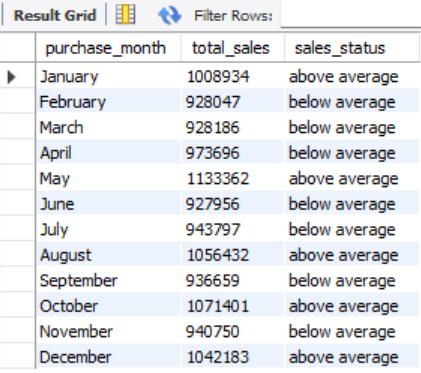 Result Grid Filter Rows:
purchase_month total_sales sales_status
January 1008934 above average
February 928047 below average
March 928186 below average
April 973696 below average
May 1133362 above average
June 927956 below average
July 943797 below average
August 1056432 above average
September 936659 below average
October 1071401 above average
November 940750 below average
December 1042183 above average